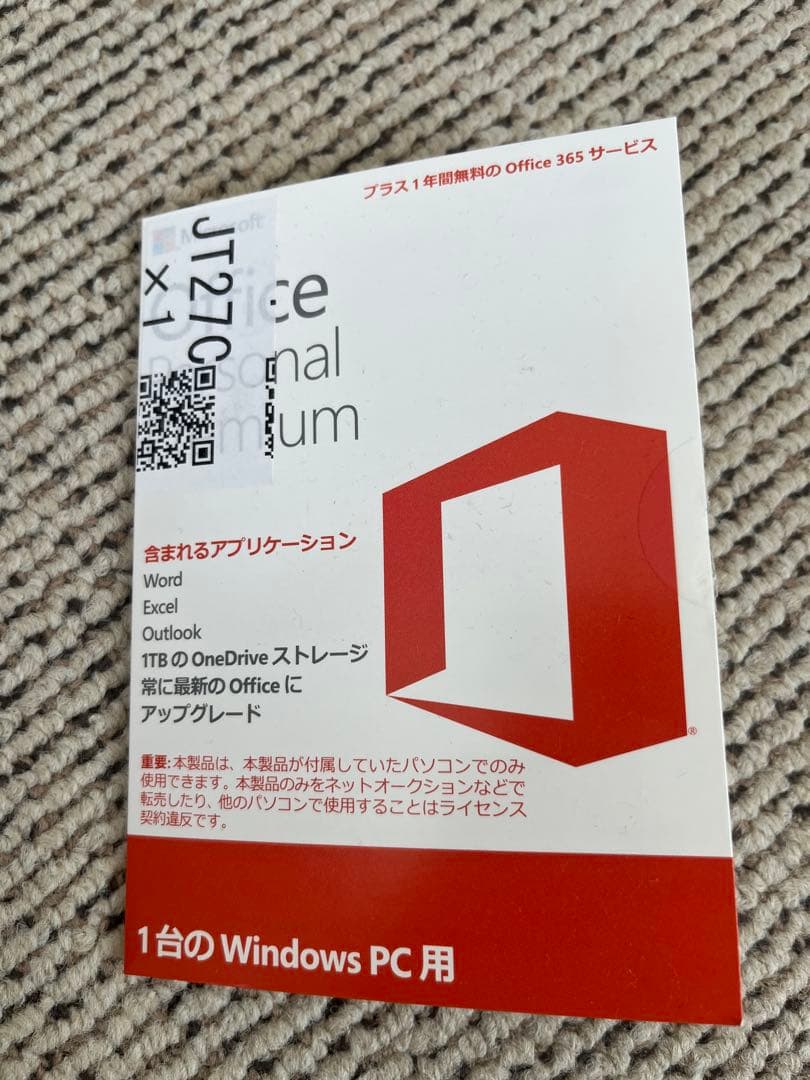 プラス1年間無料の Office 365 サービス
Microsoft
JT27C
×1
Office
Personal
Premium
含まれるアプリケーション
Word
Excel
Outlook
1TB の OneDrive ストレージ
常に最新の Office に
アップグレード
重要: 本製品は、本製品が付属していたパソコンでのみ
使用できます。本製品のみをネットオークションなどで
転売したり、他のパソコンで使用することはライセンス
契約違反です。
®
1台の Windows PC 用